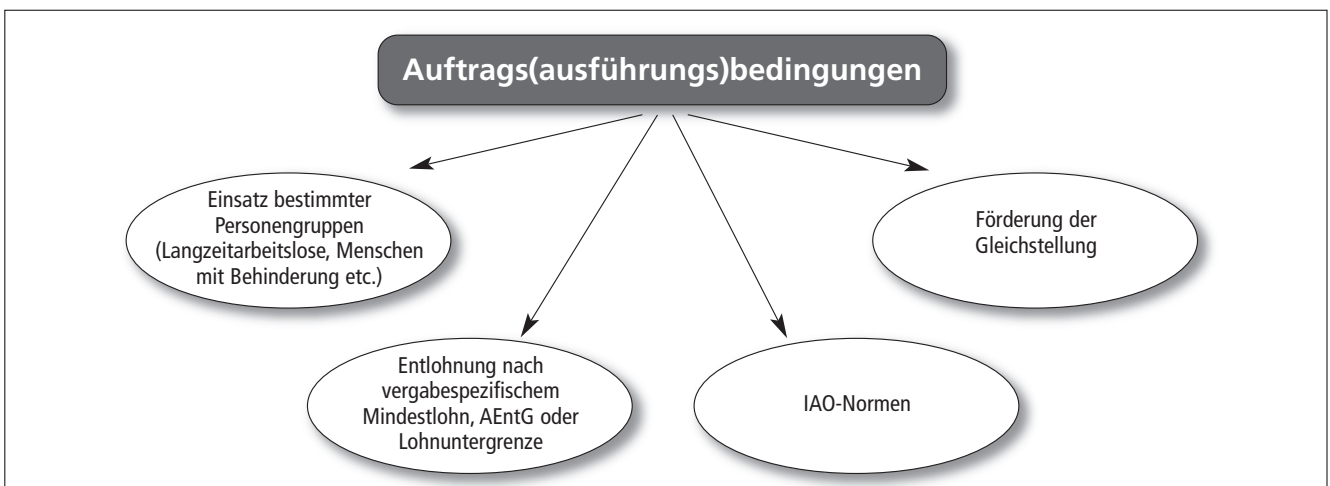 Auftrags(ausführungs)bedingungen
Einsatz bestimmter
Personengruppen
(Langzeitarbeitslose, Menschen
mit Behinderung etc.)
Förderung der
Gleichstellung
Entlohnung nach
vergabespezifischem
Mindestlohn, AEntG oder
Lohnuntergrenze
IAO-Normen